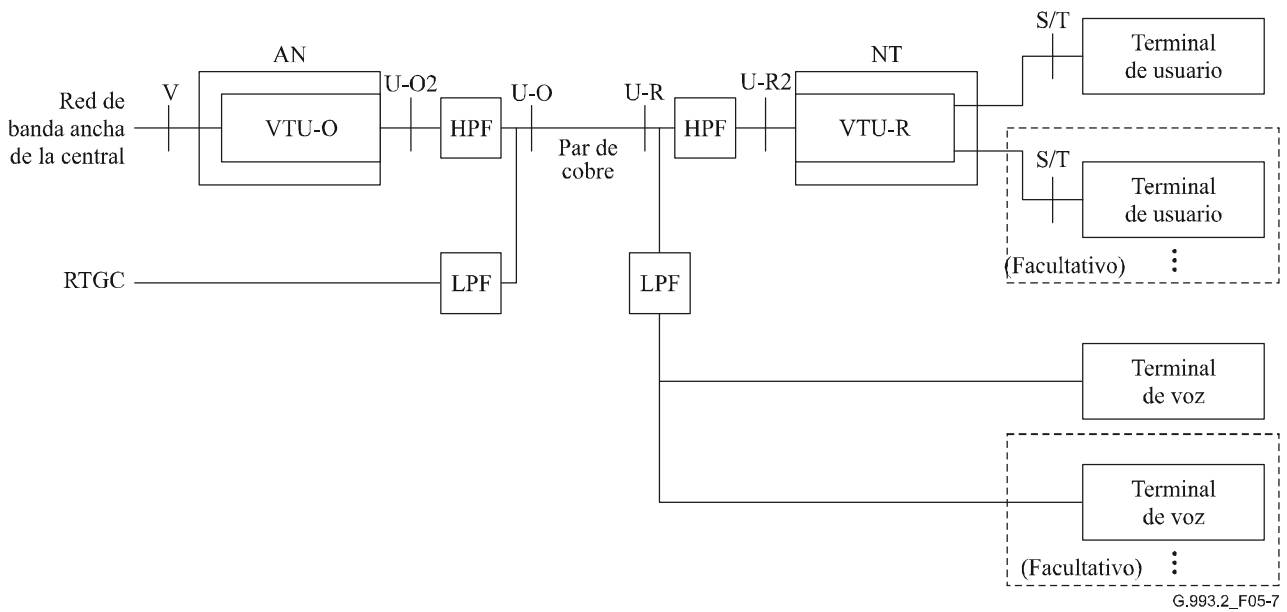 S/T
Terminal
de usuario
AN
NT
V
U-O2
U-O
U-R
U-R2
Red de
banda ancha
de la central
VTU-O
HPF
HPF
VTU-R
Par de
cobre
S/T
Terminal
de usuario
(Facultativo)
RTGC
LPF
LPF
Terminal
de voz
Terminal
de voz
(Facultativo)
G.993.2_F05-7